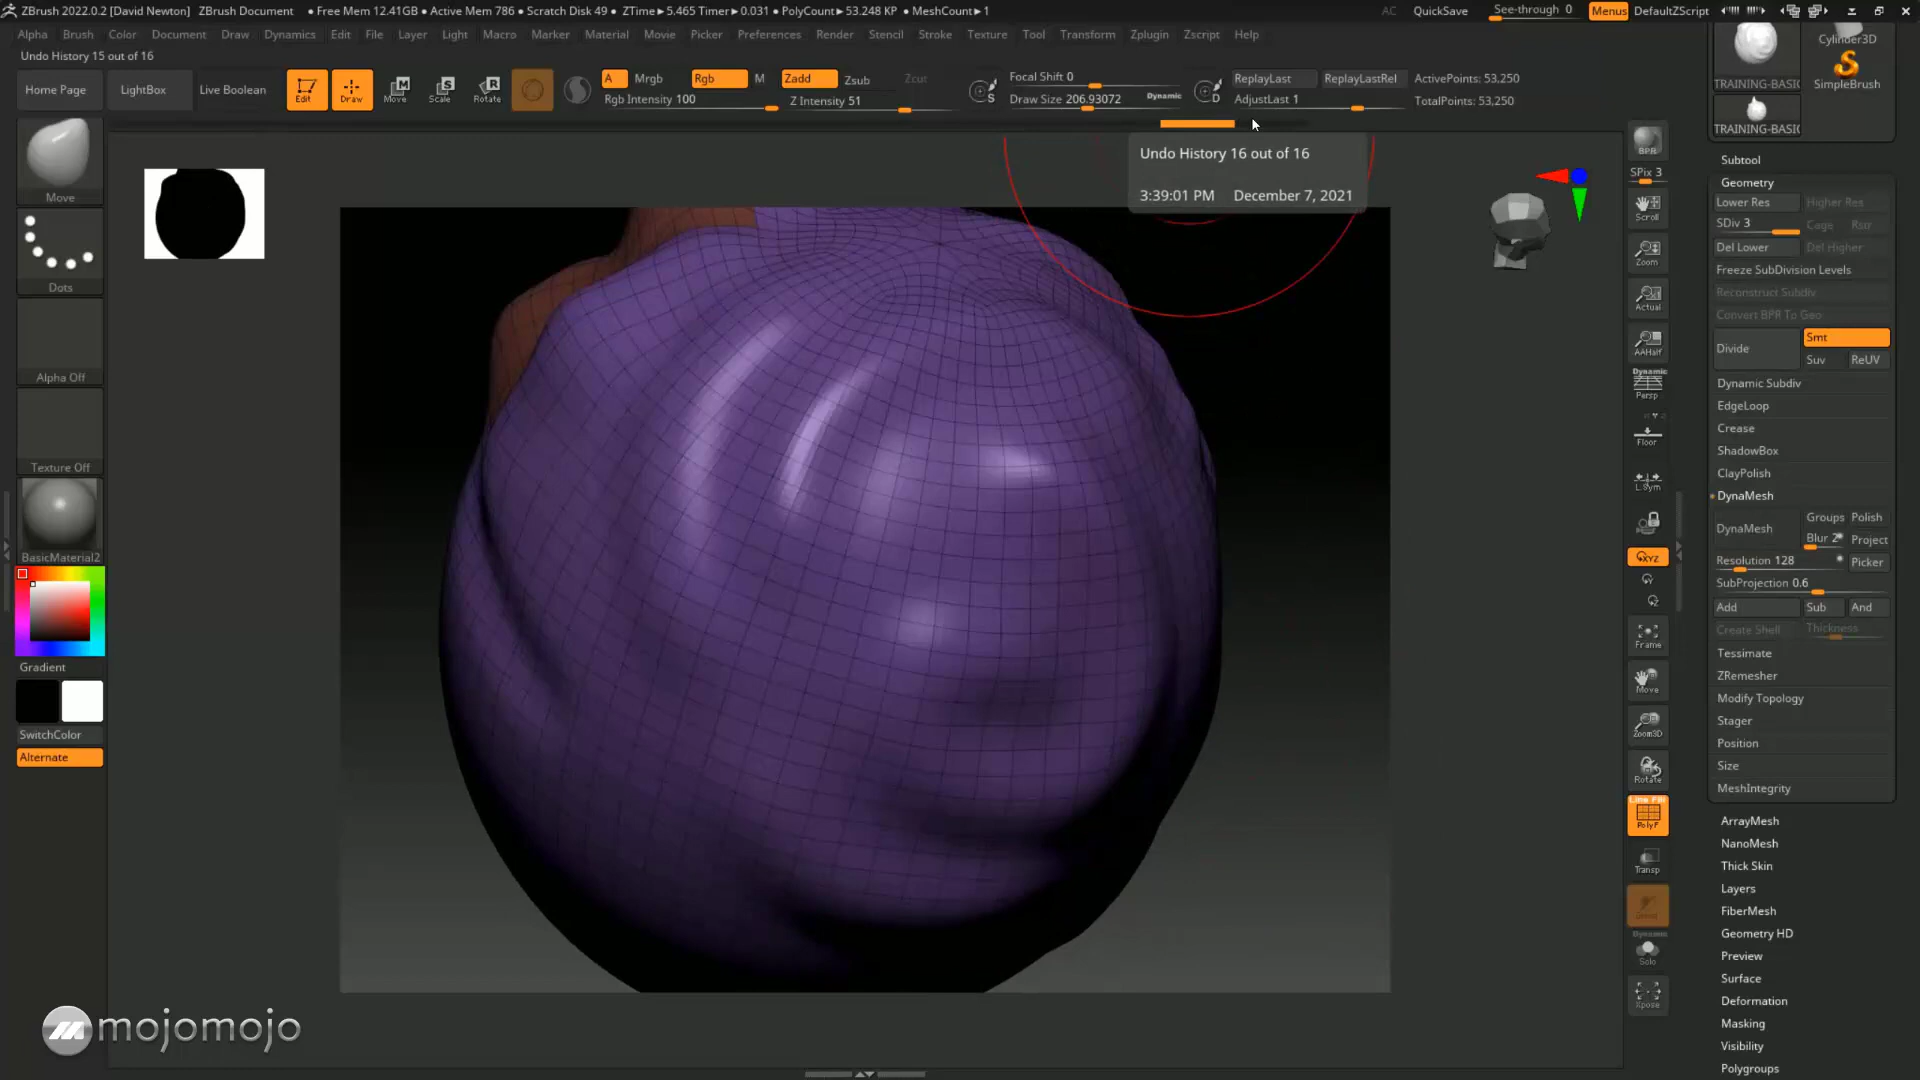 ZBrush 2022.0.2 [David Newton] ZBrush Document • Free Mem 12.41GB • Active Mem 786 • Scratch Disk 49 • ZTime ▸ 5.465 Timer ▸ 0.031 • PolyCount ▸ 53.248 KP • MeshCount ▸ 1 AC QuickSave See-through 0 Menus DefaultZScript
Alpha Brush Color Document Draw Dynamics Edit File Layer Light Macro Marker Material Movie Picker Preferences Render Stencil Stroke Texture Tool Transform Zplugin Zscript Help
Undo History 15 out of 16
Home Page LightBox Live Boolean
Edit Draw Move Scale Rotate
A Mrgb Rgb M Zadd Zsub Zcut
Rgb Intensity 100 Z Intensity 51
S
Focal Shift 0
Draw Size 206.93072 Dynamic
D
ReplayLast ReplayLastRel ActivePoints: 53,250
AdjustLast 1 TotalPoints: 53,250
Undo History 16 out of 16
3:39:01 PM December 7, 2021
Move
Dots
Alpha Off
Texture Off
BasicMaterial2
Gradient
SwitchColor
Alternate
mojomojo
BPR
SPix 3
Scroll
Zoom
Actual
AAHalf
Dynamic
Persp
Floor
L.Sym
XYZ
Y
Z
Frame
Move
Zoom3D
Rotate
Line Fill
PolyF
Transp
Dynamic
Solo
Xpose
Cylinder3D
TRAINING-BASIC
SimpleBrush
TRAINING-BASIC
Subtool
Geometry
Lower Res Higher Res
SDiv 3 Cage Rstr
Del Lower Del Higher
Freeze SubDivision Levels
Reconstruct Subdiv
Convert BPR To Geo
Divide Smt
Suv ReUV
Dynamic Subdiv
EdgeLoop
Crease
ShadowBox
ClayPolish
DynaMesh
DynaMesh Groups Polish
Blur 2 Project
Resolution 128 Picker
SubProjection 0.6
Add Sub And
Create Shell Thickness
Tessimate
ZRemesher
Modify Topology
Stager
Position
Size
MeshIntegrity
ArrayMesh
NanoMesh
Thick Skin
Layers
FiberMesh
Geometry HD
Preview
Surface
Deformation
Masking
Visibility
Polygroups